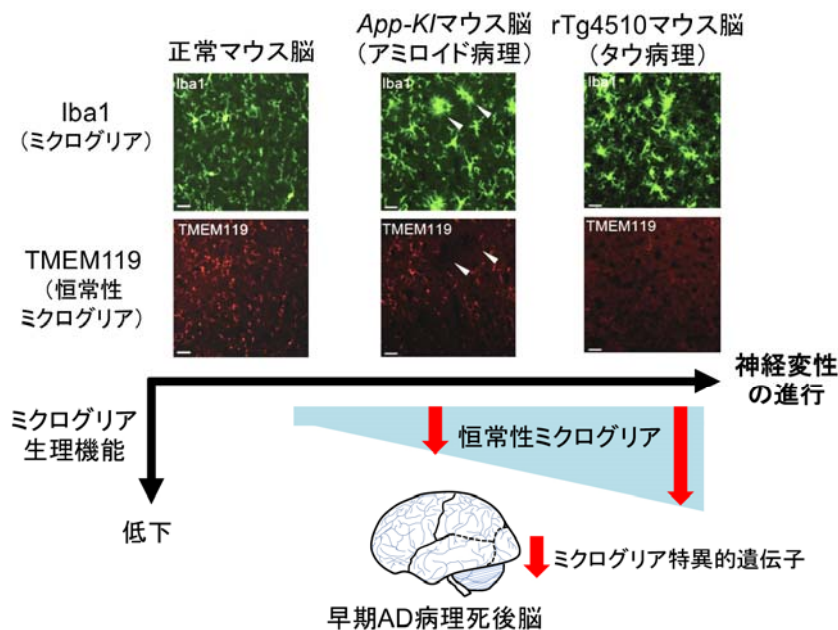 正常マウス脳
App-KIマウス脳
(アミロイド病理)
rTg4510マウス脳
(タウ病理)
Iba1
(ミクログリア)
Iba1
Iba1
Iba1
TMEM119
(恒常性
ミクログリア)
TMEM119
TMEM119
TMEM119
神経変性
の進行
ミクログリア
生理機能
低下
恒常性ミクログリア
ミクログリア特異的遺伝子
早期AD病理死後脳